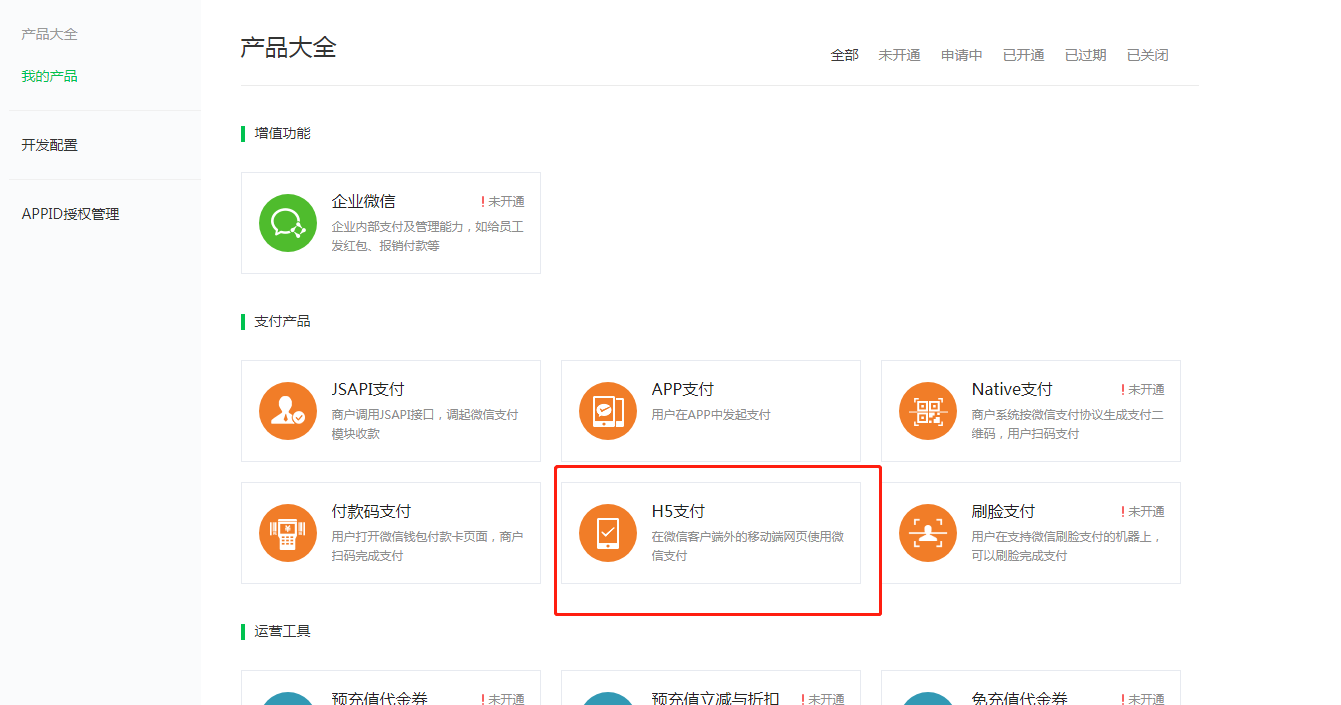 产品大全
我的产品
开发配置
APPID授权管理
产品大全
全部 未开通 申请中 已开通 已过期 已关闭
增值功能
企业微信 !未开通
企业内部支付及管理能力，如给员工
发红包、报销付款等
支付产品
JSAPI支付
商户调用JSAPI接口，调起微信支付
模块收款
APP支付
用户在APP中发起支付
Native支付 !未开通
商户系统按微信支付协议生成支付二
维码，用户扫码支付
付款码支付
用户打开微信钱包付款卡页面，商户
扫码完成支付
H5支付
在微信客户端外的移动端网页使用微
信支付
刷脸支付 !未开通
用户在支持微信刷脸支付的机器上，
可以刷脸完成支付
运营工具
预充值代金券 !未开通
预充值立减与折扣 !未开通
免充值代金券 !未开通